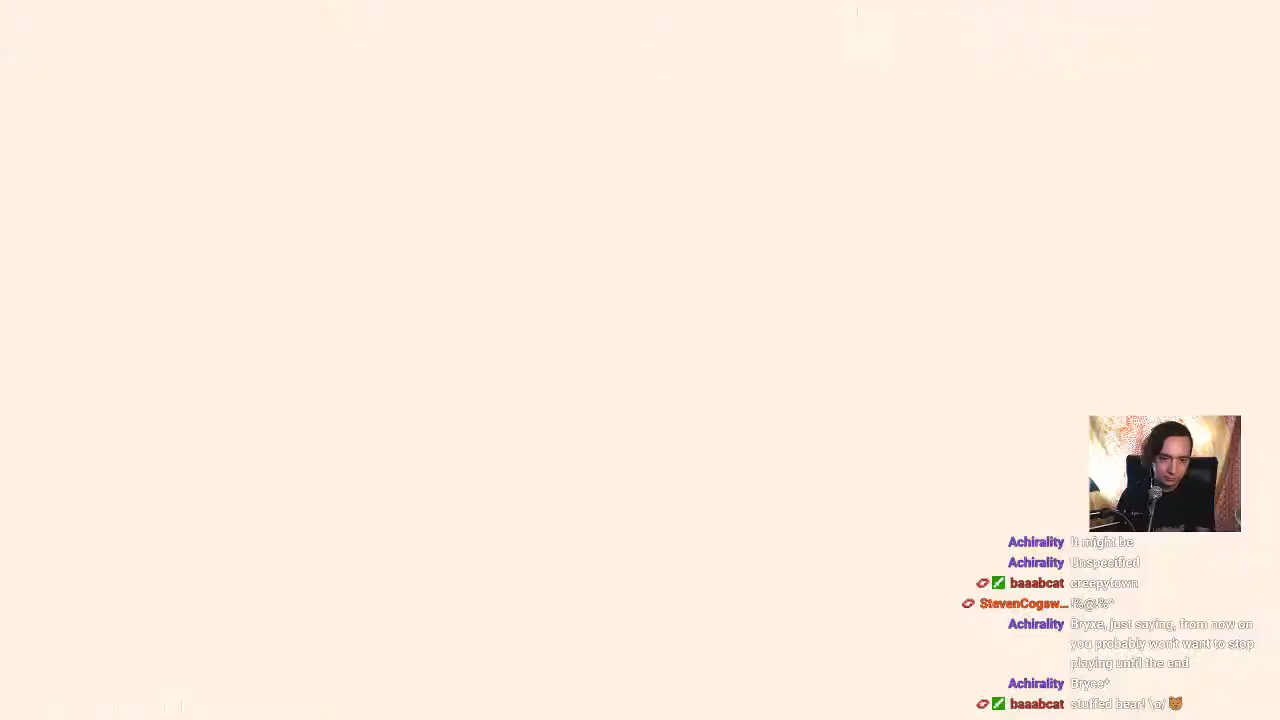 Achirality It might be
Achirality Unspecified
baaabcat creepytown
StevenCogsw... !%@!%^
Achirality Bryxe, just saying, from now on
you probably won't want to stop
playing until the end
Achirality Bryce*
baaabcat stuffed bear! \o/ 🐻